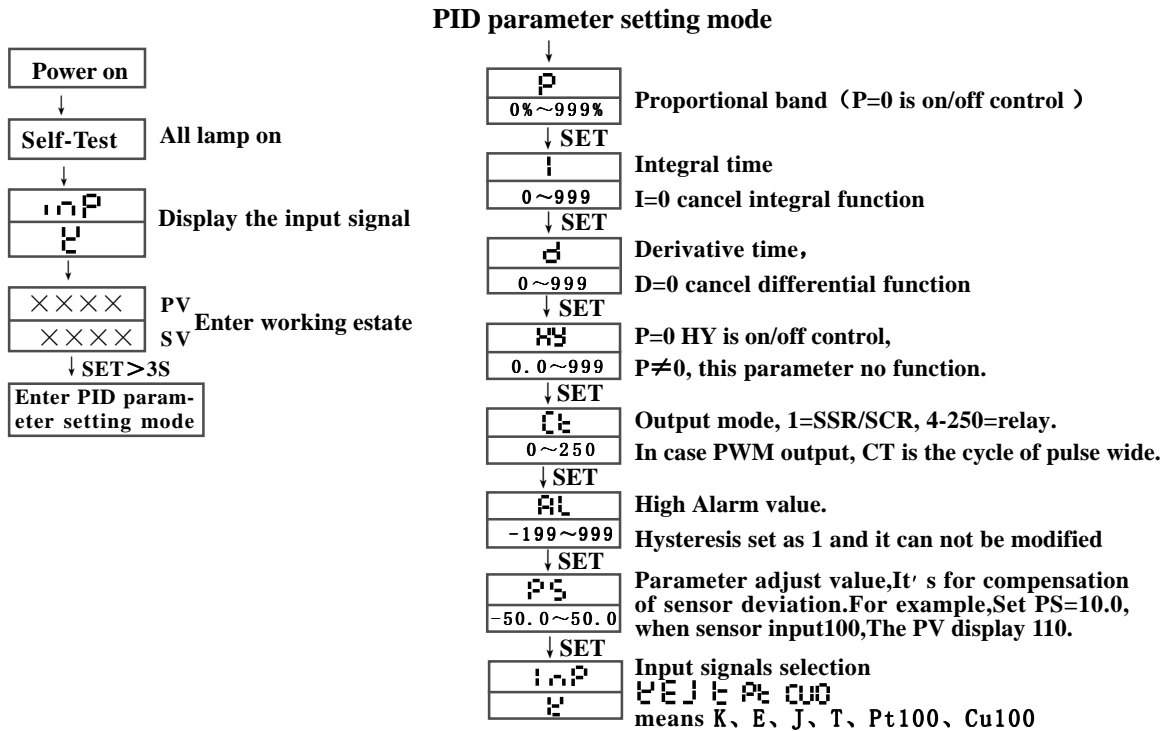 PID parameter setting mode
Power on
Self-Test
All lamp on
inP
K
Display the input signal
××××
PV
××××
SV
Enter working estate
↓ SET＞3S
Enter PID param-
eter setting mode
P
0%～999%
Proportional band（P=0 is on/off control ）
↓ SET
I
0～999
Integral time
I=0 cancel integral function
↓ SET
d
0～999
Derivative time，
D=0 cancel differential function
↓ SET
HY
0.0～999
P=0 HY is on/off control,
P≠0, this parameter no function.
↓ SET
Ct
0～250
Output mode, 1=SSR/SCR, 4-250=relay.
In case PWM output, CT is the cycle of pulse wide.
↓ SET
AL
-199～999
High Alarm value.
Hysteresis set as 1 and it can not be modified
↓ SET
PS
-50.0～50.0
Parameter adjust value,It′ s for compensation
of sensor deviation.For example,Set PS=10.0,
when sensor input100,The PV display 110.
↓ SET
InP
K
Input signals selection
K E J t Pt CU0
means K、E、J、T、Pt100、Cu100